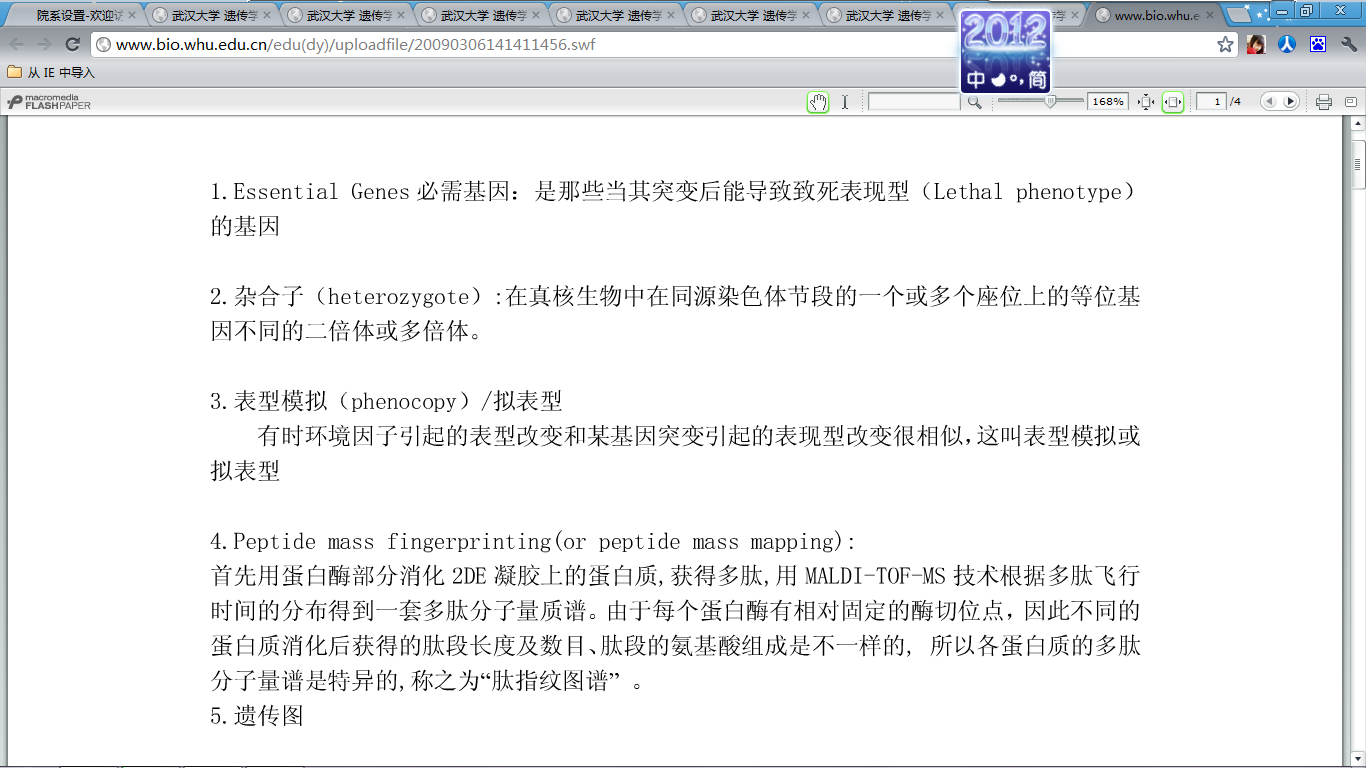 院系设置-欢迎访
武汉大学 遗传学
武汉大学 遗传学
武汉大学 遗传学
武汉大学 遗传学
武汉大学 遗传学
武汉大学 遗传学
www.bio.whu.e
www.bio.whu.edu.cn/edu(dy)/uploadfile/20090306141411456.swf
2012
中 简
从 IE 中导入
macromedia
FLASHPAPER
168%
1 /4
1.Essential Genes 必需基因：是那些当其突变后能导致致死表现型（Lethal phenotype）
的基因
2.杂合子（heterozygote）:在真核生物中在同源染色体节段的一个或多个座位上的等位基
因不同的二倍体或多倍体。
3.表型模拟（phenocopy）/拟表型
有时环境因子引起的表型改变和某基因突变引起的表现型改变很相似,这叫表型模拟或
拟表型
4.Peptide mass fingerprinting(or peptide mass mapping):
首先用蛋白酶部分消化 2DE 凝胶上的蛋白质,获得多肽,用 MALDI-TOF-MS 技术根据多肽飞行
时间的分布得到一套多肽分子量质谱。由于每个蛋白酶有相对固定的酶切位点，因此不同的
蛋白质消化后获得的肽段长度及数目、肽段的氨基酸组成是不一样的, 所以各蛋白质的多肽
分子量谱是特异的,称之为“肽指纹图谱” 。
5.遗传图